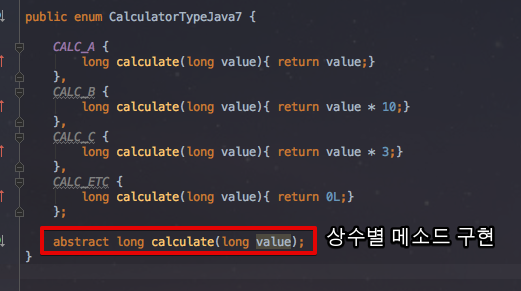 public enum CalculatorTypeJava7 {
CALC_A {
long calculate(long value){ return value;}
},
CALC_B {
long calculate(long value){ return value * 10;}
},
CALC_C {
long calculate(long value){ return value * 3;}
},
CALC_ETC {
long calculate(long value){ return 0L;}
};
abstract long calculate(long value); 상수별 메소드 구현
}